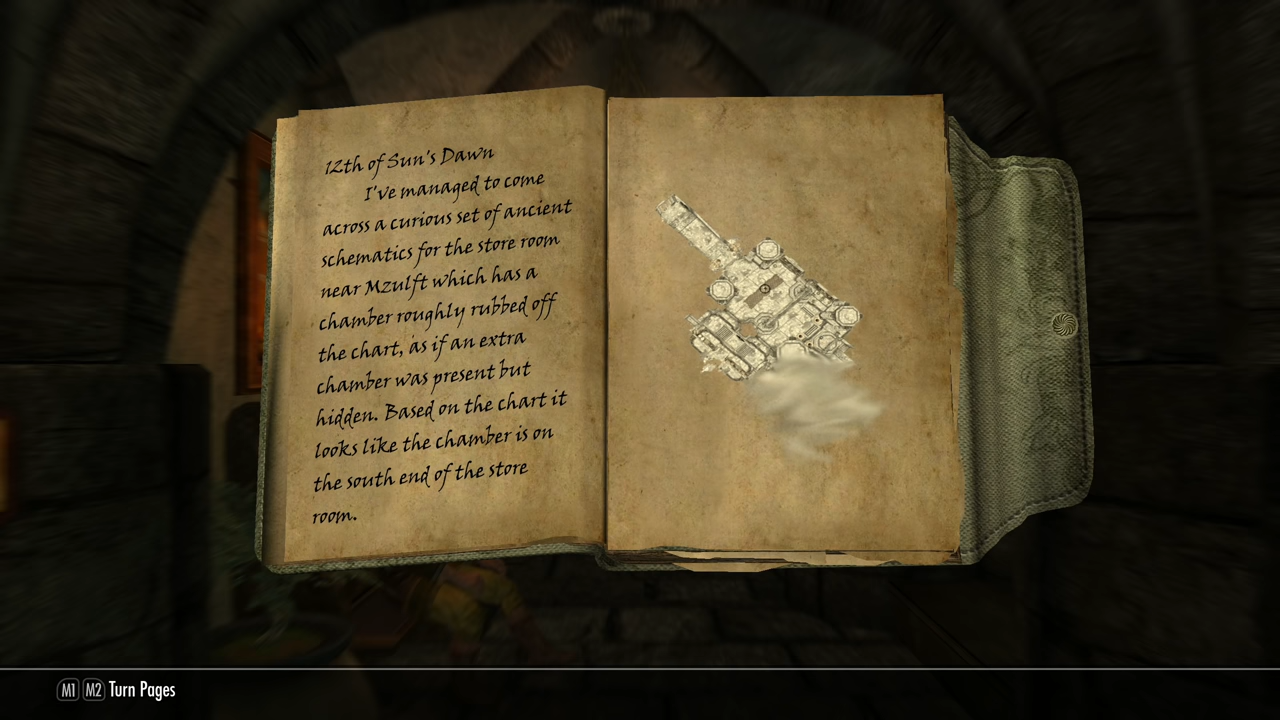 12th of Sun's Dawn
I've managed to come
across a curious set of ancient
schematics for the store room
near Mzulft which has a
chamber roughly rubbed off
the chart, as if an extra
chamber was present but
hidden. Based on the chart it
looks like the chamber is on
the south end of the store
room.
M1 M2 Turn Pages